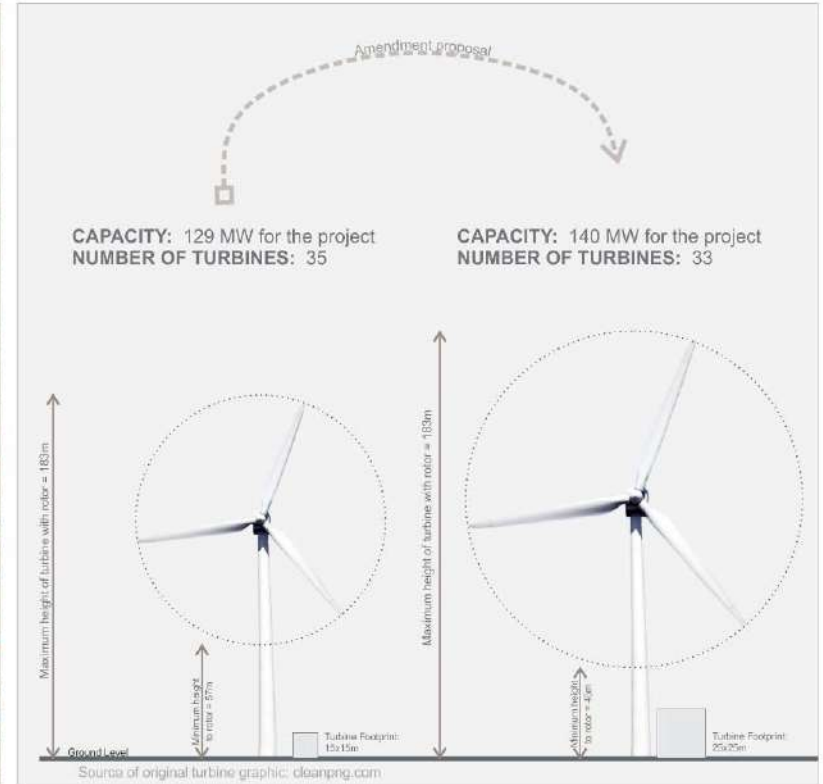 Amendment proposal
CAPACITY: 129 MW for the project
NUMBER OF TURBINES: 35
CAPACITY: 140 MW for the project
NUMBER OF TURBINES: 33
Maximum height of turbine with rotor = 183m
Minimum height
to rotor = 57m
Turbine Footprint:
15x15m
Maximum height of turbine with rotor = 183m
Minimum height
to rotor =
Turbine Footprint:
25x25m
Ground Level
Source of original turbine graphic: cleanpng.com